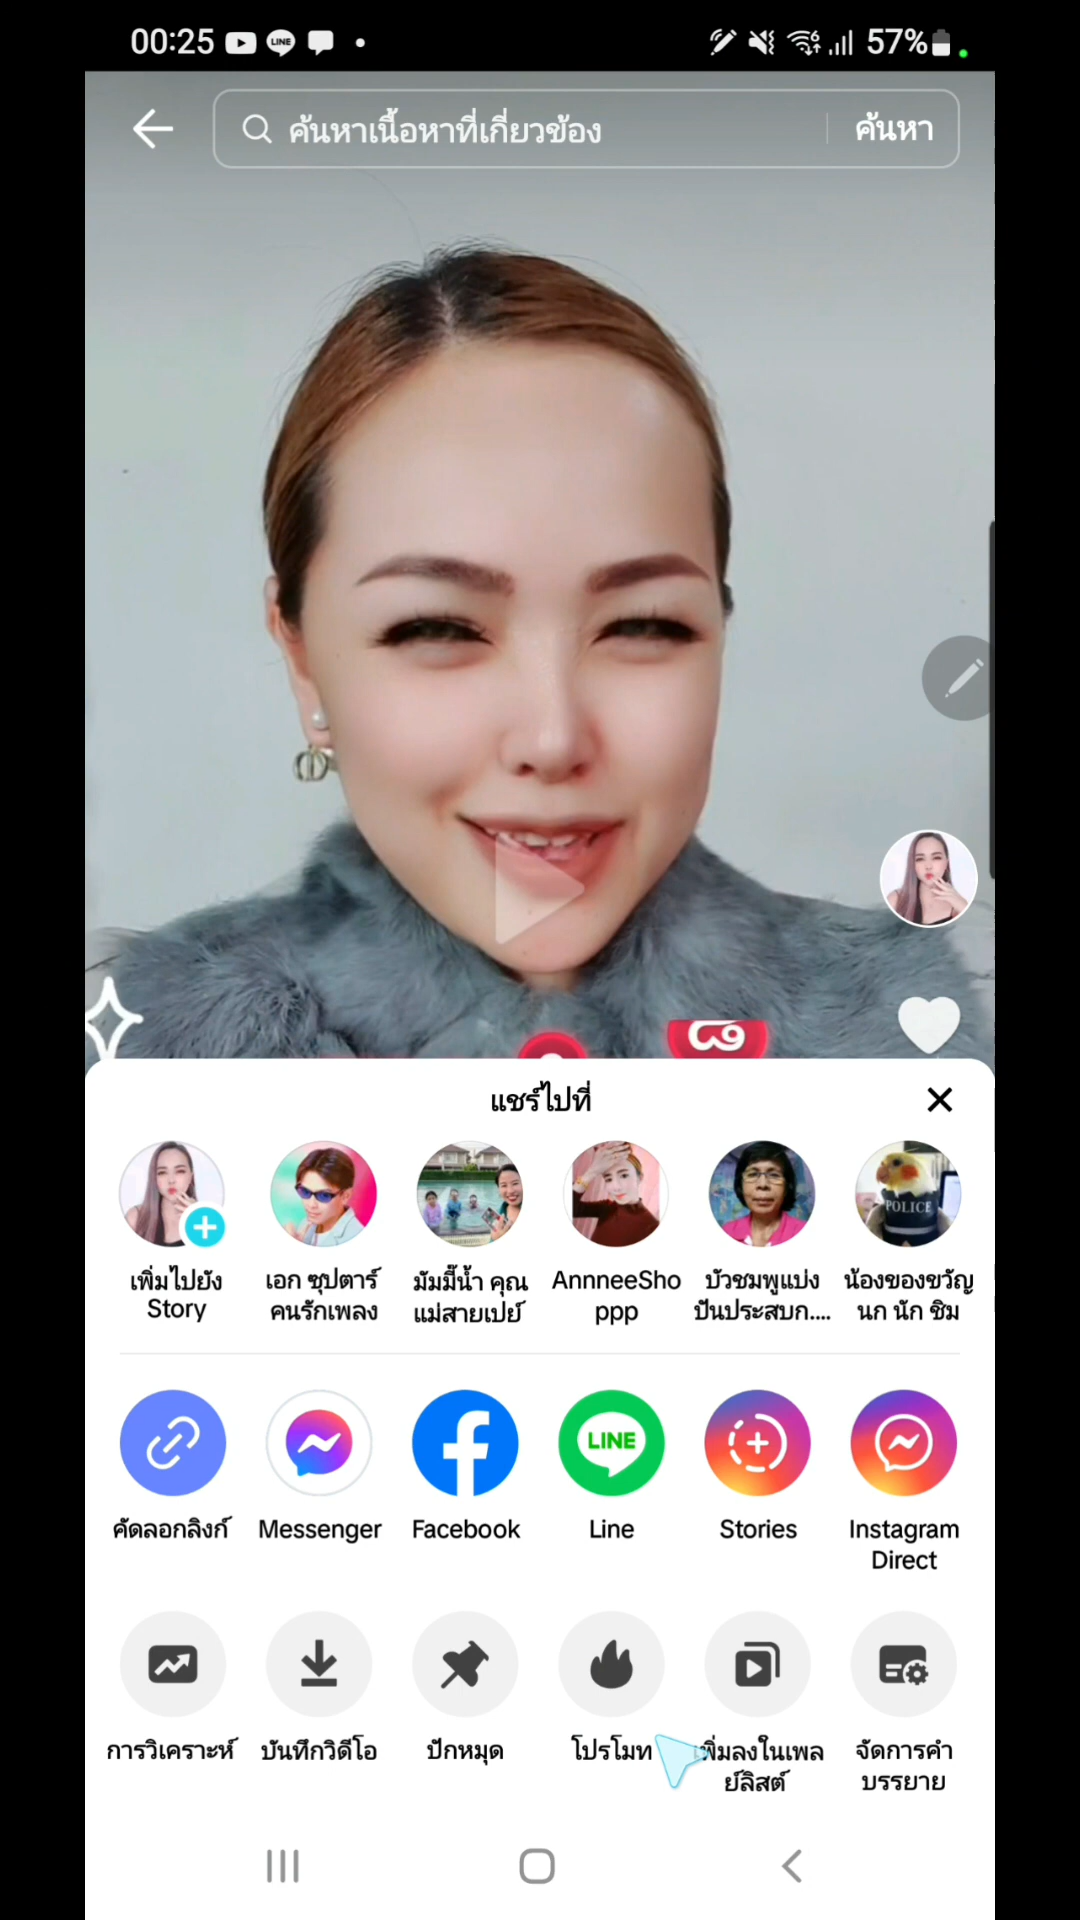 00:25 LINE 57%
ค้นหาเนื้อหาที่เกี่ยวข้อง ค้นหา
แชร์ไปที่
POLICE
เพิ่มไปยัง
Story
เอก ซุปตาร์
คนรักเพลง
มัมมี๊น้ำ คุณ
แม่สายเปย์
AnnneeSho
ppp
บัวชมพูแบ่ง
ปันประสบก....
น้องของขวัญ
นก นัก ชิม
LINE
คัดลอกลิงก์
Messenger
Facebook
Line
Stories
Instagram
Direct
การวิเคราะห์
บันทึกวิดีโอ
ปักหมุด
โปรโมท
เพิ่มลงในเพล
ย์ลิสต์
จัดการคำ
บรรยาย